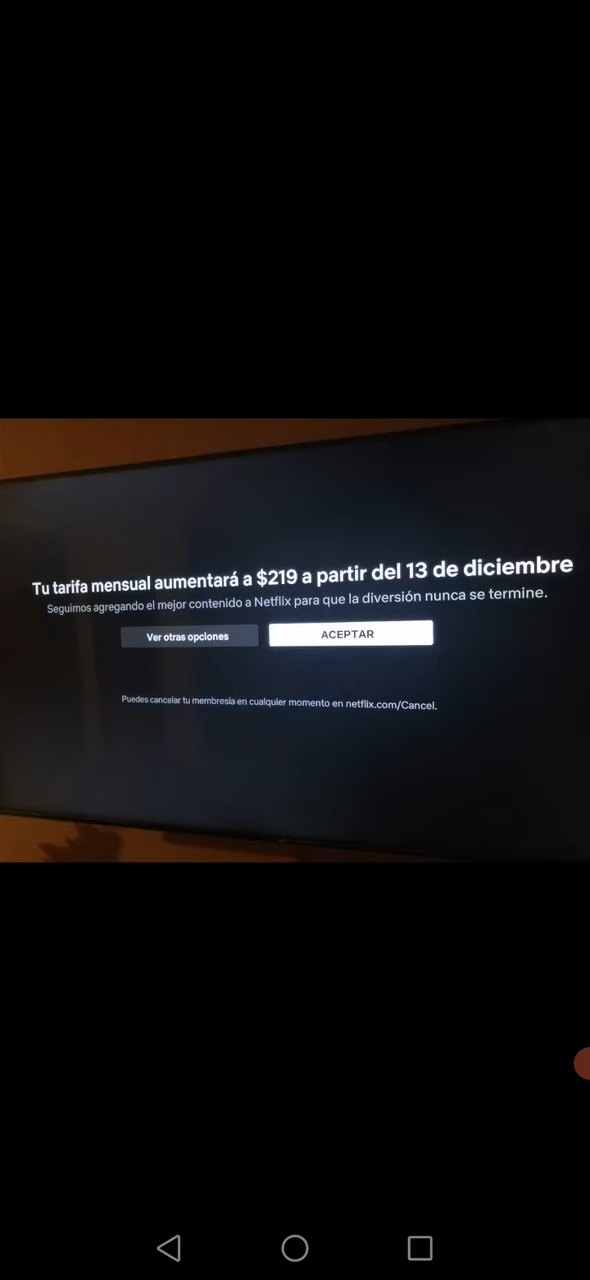 Tu tarifa mensual aumentará a $219 a partir del 13 de diciembre
Seguimos agregando el mejor contenido a Netflix para que la diversión nunca se termine.
Ver otras opciones
ACEPTAR
Puedes cancelar tu membresía en cualquier momento en netflix.com/Cancel.